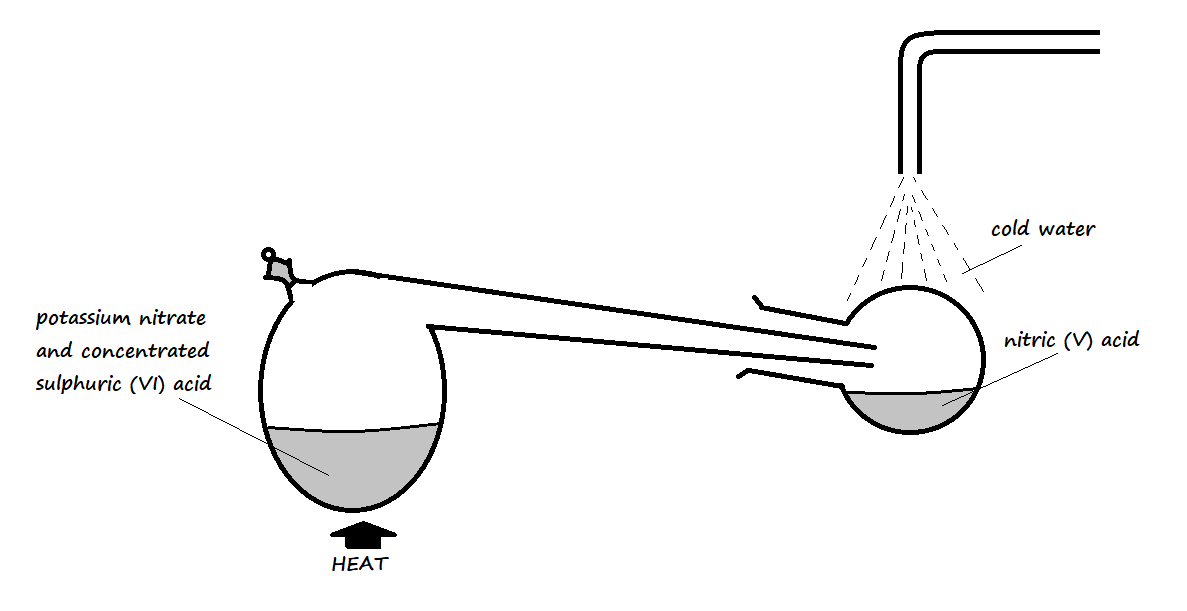 cold water
potassium nitrate
and concentrated
sulphuric (VI) acid
nitric (V) acid
HEAT